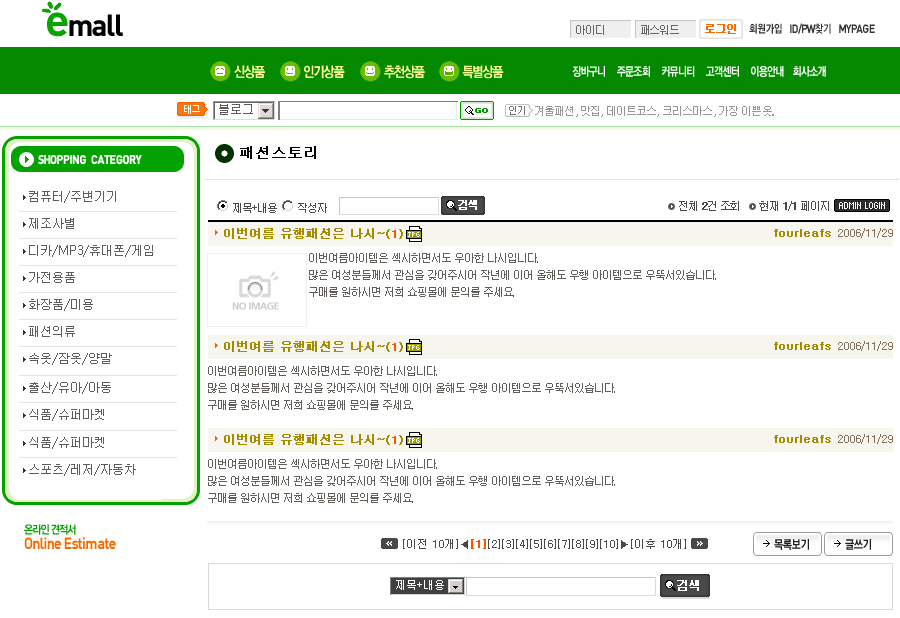 emall
아이디 패스워드 로그인 회원가입 ID/PW찾기 MYPAGE
신상품 인기상품 추천상품 특별상품 장바구니 주문조회 커뮤니티 고객센터 이용안내 회사소개
태그 블로그 GO 인기 겨울패션, 맛집, 데이트코스, 크리스마스, 가장 이쁜 옷.
SHOPPING CATEGORY
컴퓨터/주변기기
제조사별
디카/MP3/휴대폰/게임
가전용품
화장품/미용
패션의류
속옷/잠옷/양말
출산/유아/아동
식품/슈퍼마켓
식품/슈퍼마켓
스포츠/레저/자동차
온라인 견적서
Online Estimate
패션스토리
제목+내용 작성자 검색 전체 2건 조회 현재 1/1 페이지 ADMIN LOGIN
이번여름 유행패션은 나시~(1) JPG fourleafs 2006/11/29
NO IMAGE
이번여름아이템은 섹시하면서도 우아한 나시입니다.
많은 여성분들께서 관심을 갖어주시어 작년에 이어 올해도 우행 아이템으로 우뚝서있습니다.
구매를 원하시면 저희 쇼핑몰에 문의를 주세요.
이번여름 유행패션은 나시~(1) JPG fourleafs 2006/11/29
이번여름아이템은 섹시하면서도 우아한 나시입니다.
많은 여성분들께서 관심을 갖어주시어 작년에 이어 올해도 우행 아이템으로 우뚝서있습니다.
구매를 원하시면 저희 쇼핑몰에 문의를 주세요.
이번여름 유행패션은 나시~(1) JPG fourleafs 2006/11/29
이번여름아이템은 섹시하면서도 우아한 나시입니다.
많은 여성분들께서 관심을 갖어주시어 작년에 이어 올해도 우행 아이템으로 우뚝서있습니다.
구매를 원하시면 저희 쇼핑몰에 문의를 주세요.
[이전 10개]◀[1][2][3][4][5][6][7][8][9][10]▶[이후 10개] 목록보기 글쓰기
제목+내용 검색